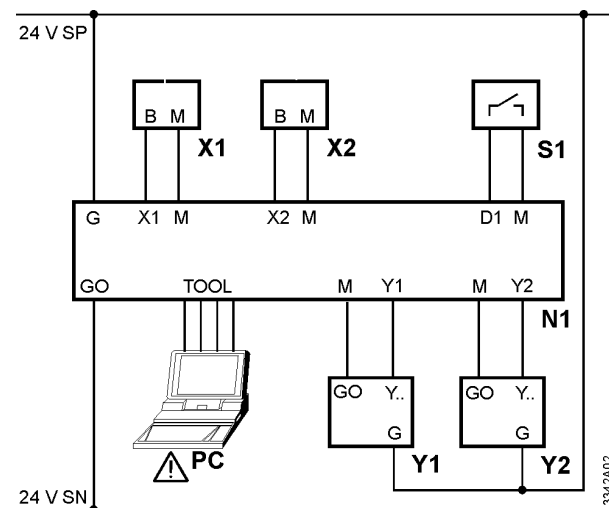 24 V SP
B M
X1
B M
X2
S1
G X1 M X2 M D1 M
GO TOOL M Y1 M Y2
N1
GO Y..
G
Y1
GO Y..
G
Y2
PC
24 V SN
3342A02